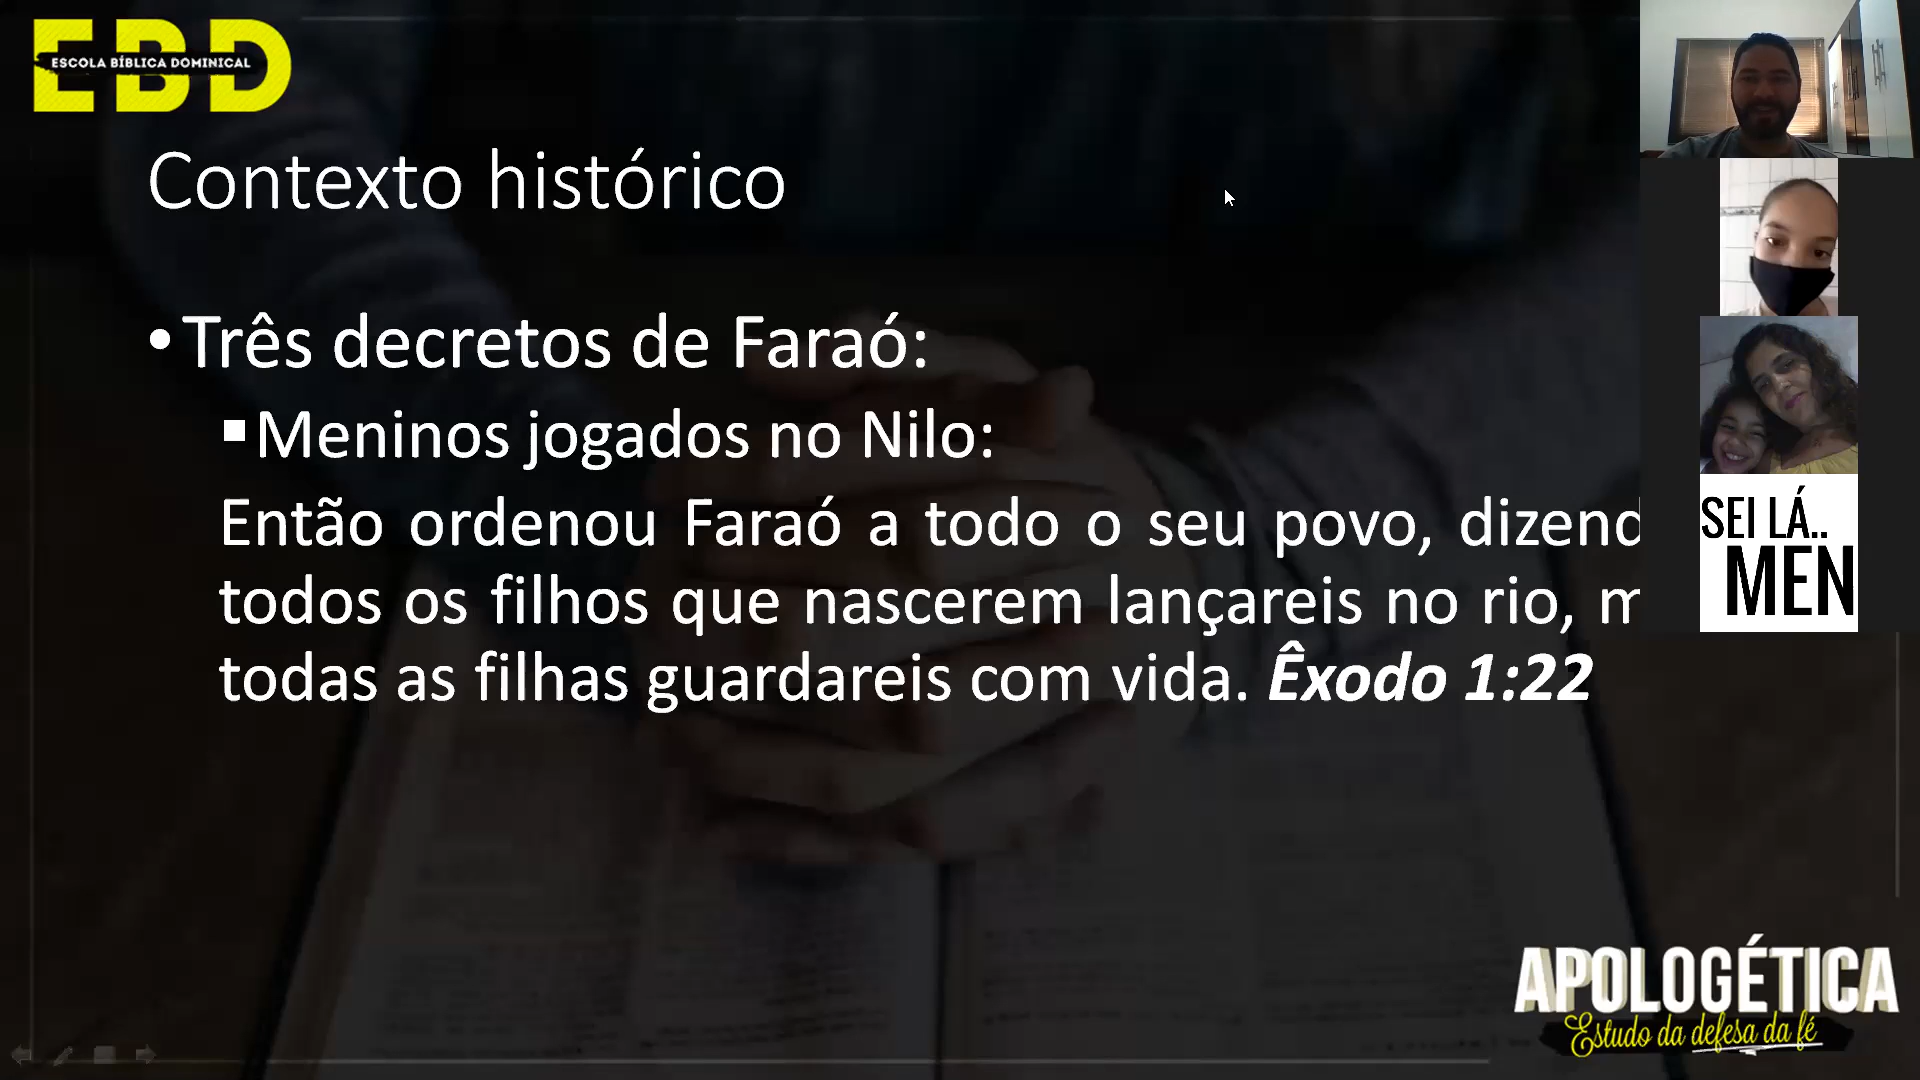 EBD
ESCOLA BÍBLICA DOMINICAL
Contexto histórico
• Três decretos de Faraó:
▪ Meninos jogados no Nilo:
Então ordenou Faraó a todo o seu povo, dizend
todos os filhos que nascerem lançareis no rio, m
todas as filhas guardareis com vida. Êxodo 1:22
SEI LÁ..
MEN
APOLOGÉTICA
Estudo da defesa da fé